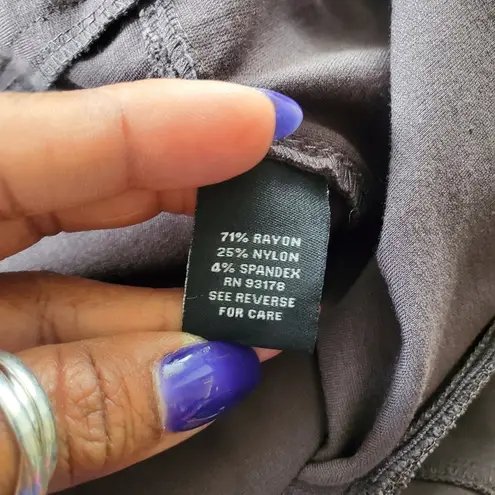 71% RAYON
25% NYLON
4% SPANDEX
RN 93178
SEE REVERSE
FOR CARE